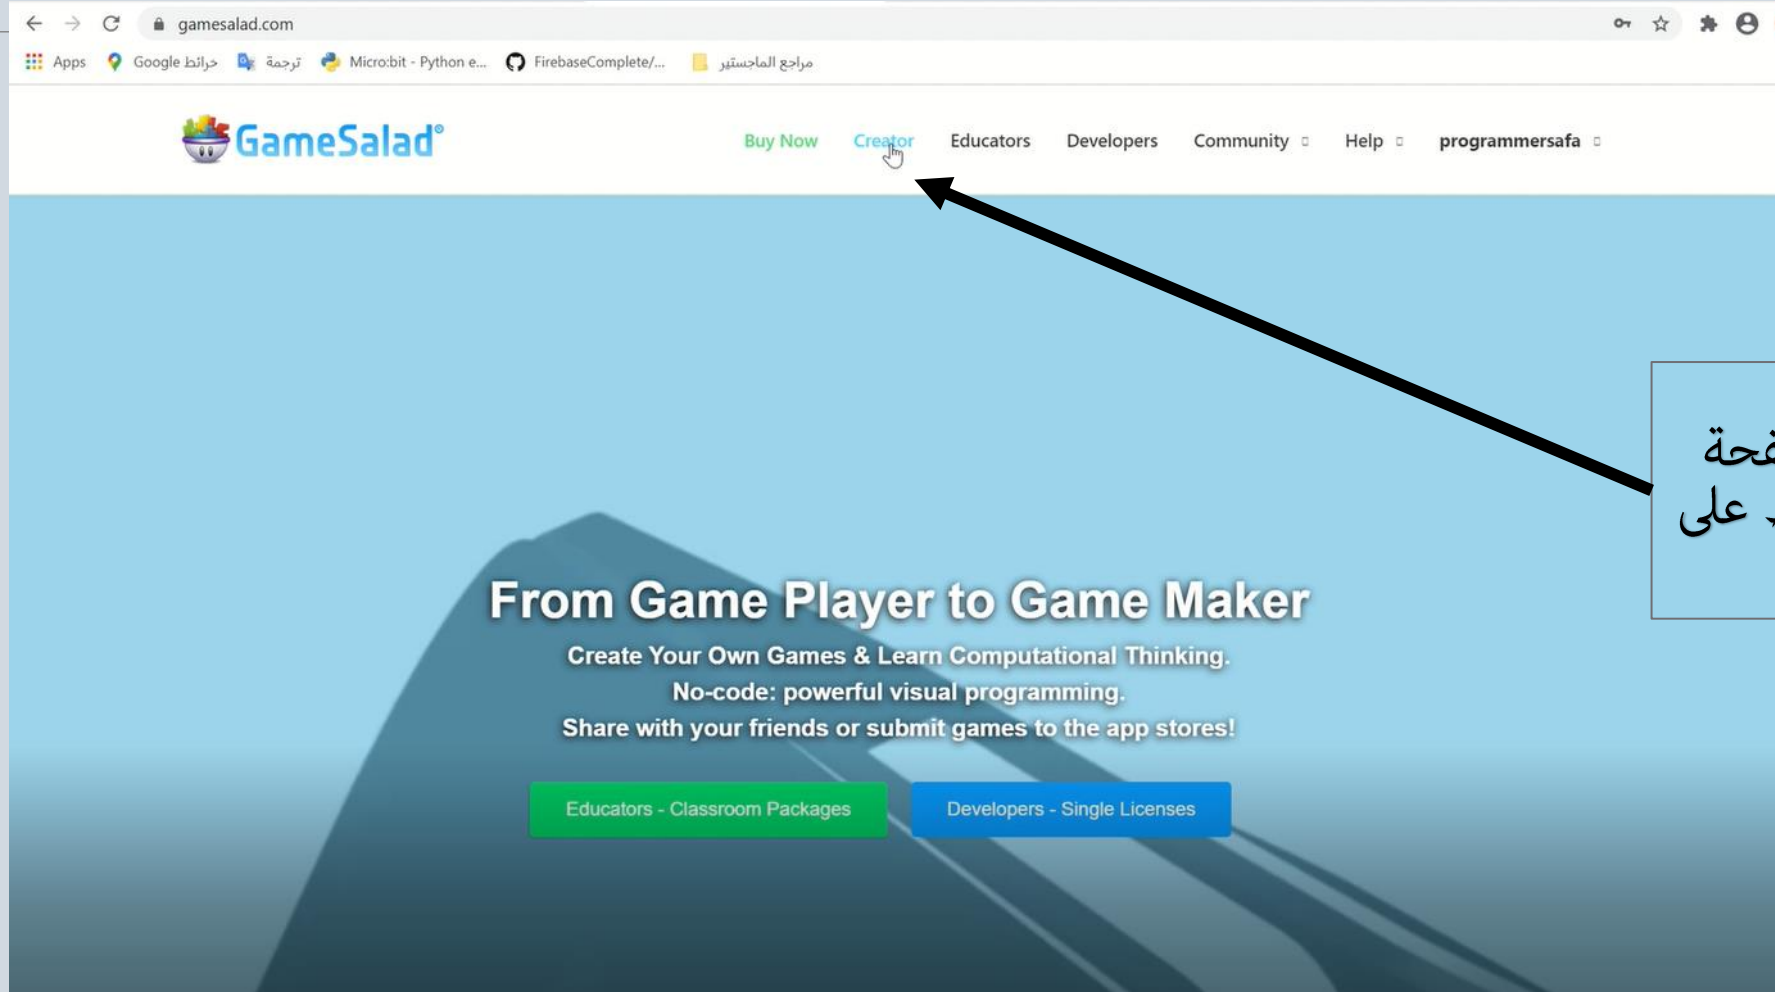 gamesalad.com
Apps
Google خرائط
ترجمة
Micro:bit - Python e...
FirebaseComplete/...
مراجع الماجستير
GameSalad®
Buy Now Creator Educators Developers Community Help programmersafa
على
From Game Player to Game Maker
Create Your Own Games & Learn Computational Thinking.
No-code: powerful visual programming.
Share with your friends or submit games to the app stores!
Educators - Classroom Packages
Developers - Single Licenses